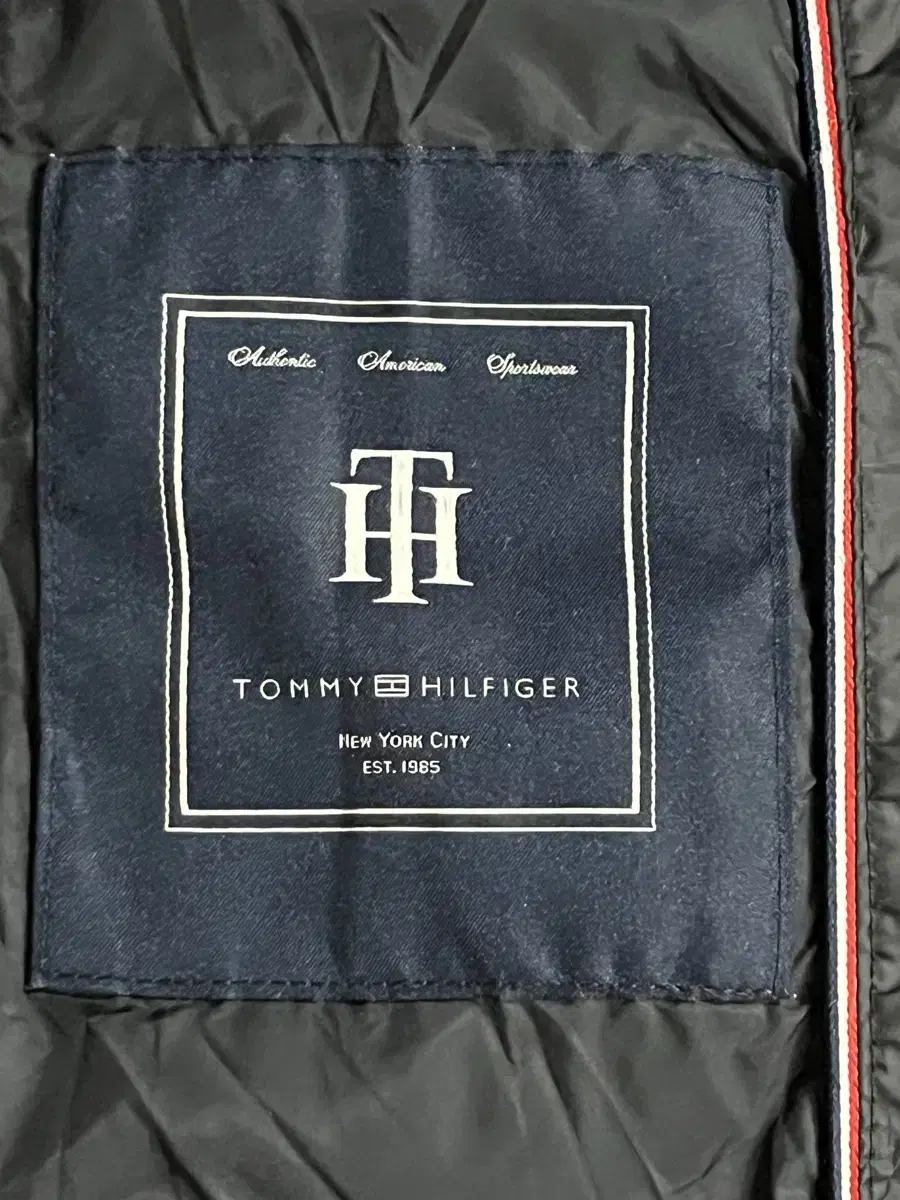 Authentic American Sportswear
TH
TOMMY HILFIGER
NEW YORK CITY
EST. 1985